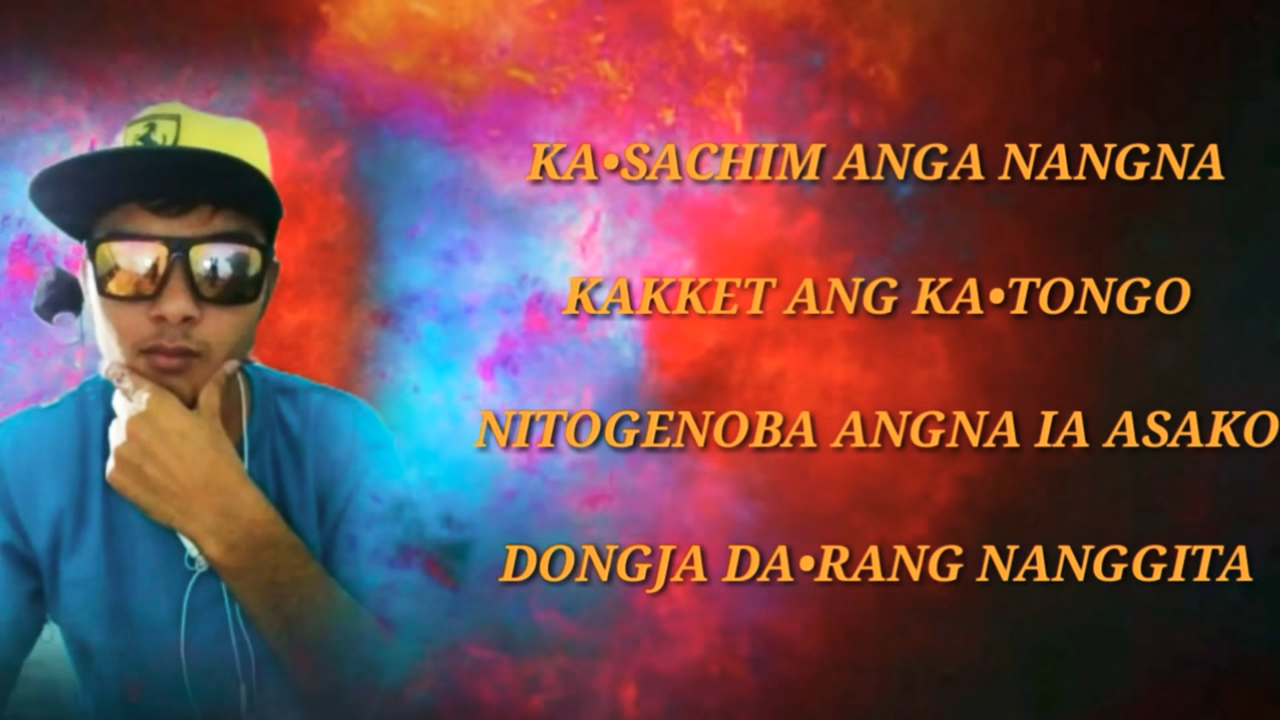 KA•SACHIM ANGA NANGNA
KAKKET ANG KA•TONGO
NITOGENOBA ANGNA IA ASAKO
DONGJA DA•RANG NANGGITA